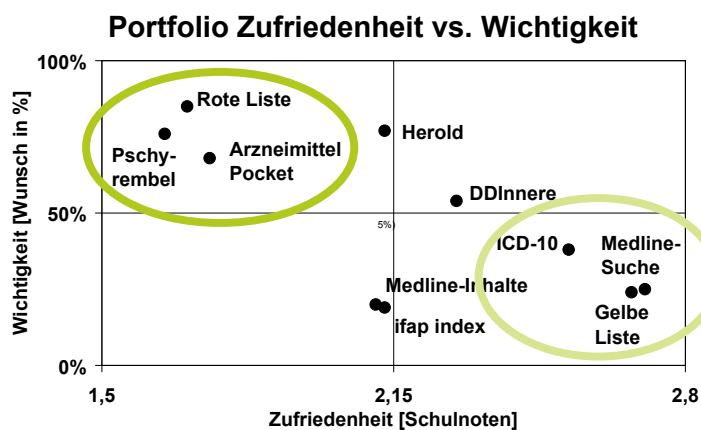 Portfolio Zufriedenheit vs. Wichtigkeit
Wichtigkeit [Wunsch in %]
100%
50%
0%
Rote Liste
Pschy-
rembel
Arzneimittel
Pocket
Herold
DDInnere
5%)
ICD-10
Medline-
Suche
Medline-Inhalte
ifap index
Gelbe
Liste
1,5
2,15
2,8
Zufriedenheit [Schulnoten]